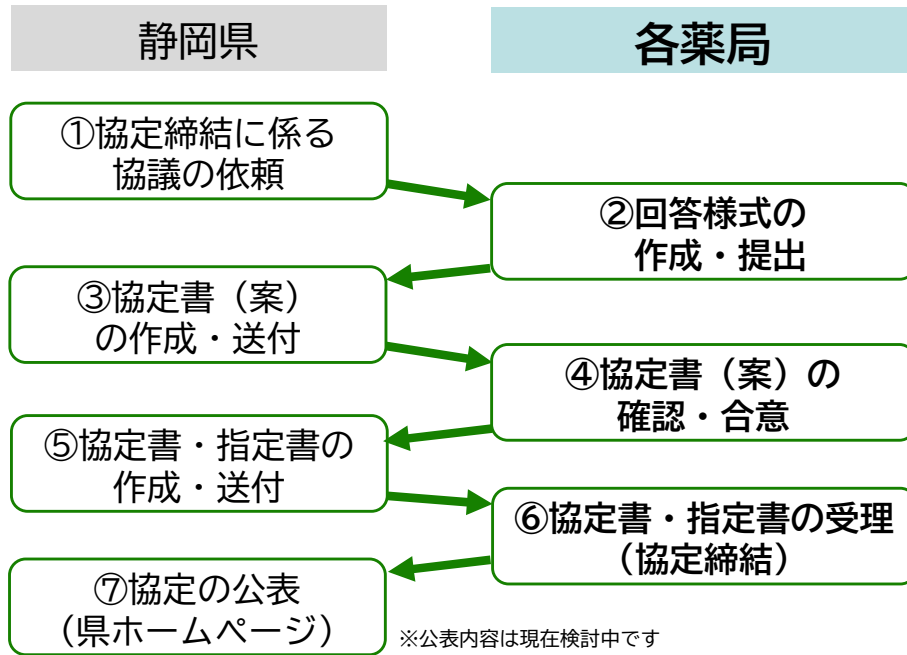 静岡県
各薬局
①協定締結に係る
協議の依頼
②回答様式の
作成・提出
③協定書（案）
の作成・送付
④協定書（案）の
確認・合意
⑤協定書・指定書の
作成・送付
⑥協定書・指定書の受理
（協定締結）
⑦協定の公表
（県ホームページ）
※公表内容は現在検討中です